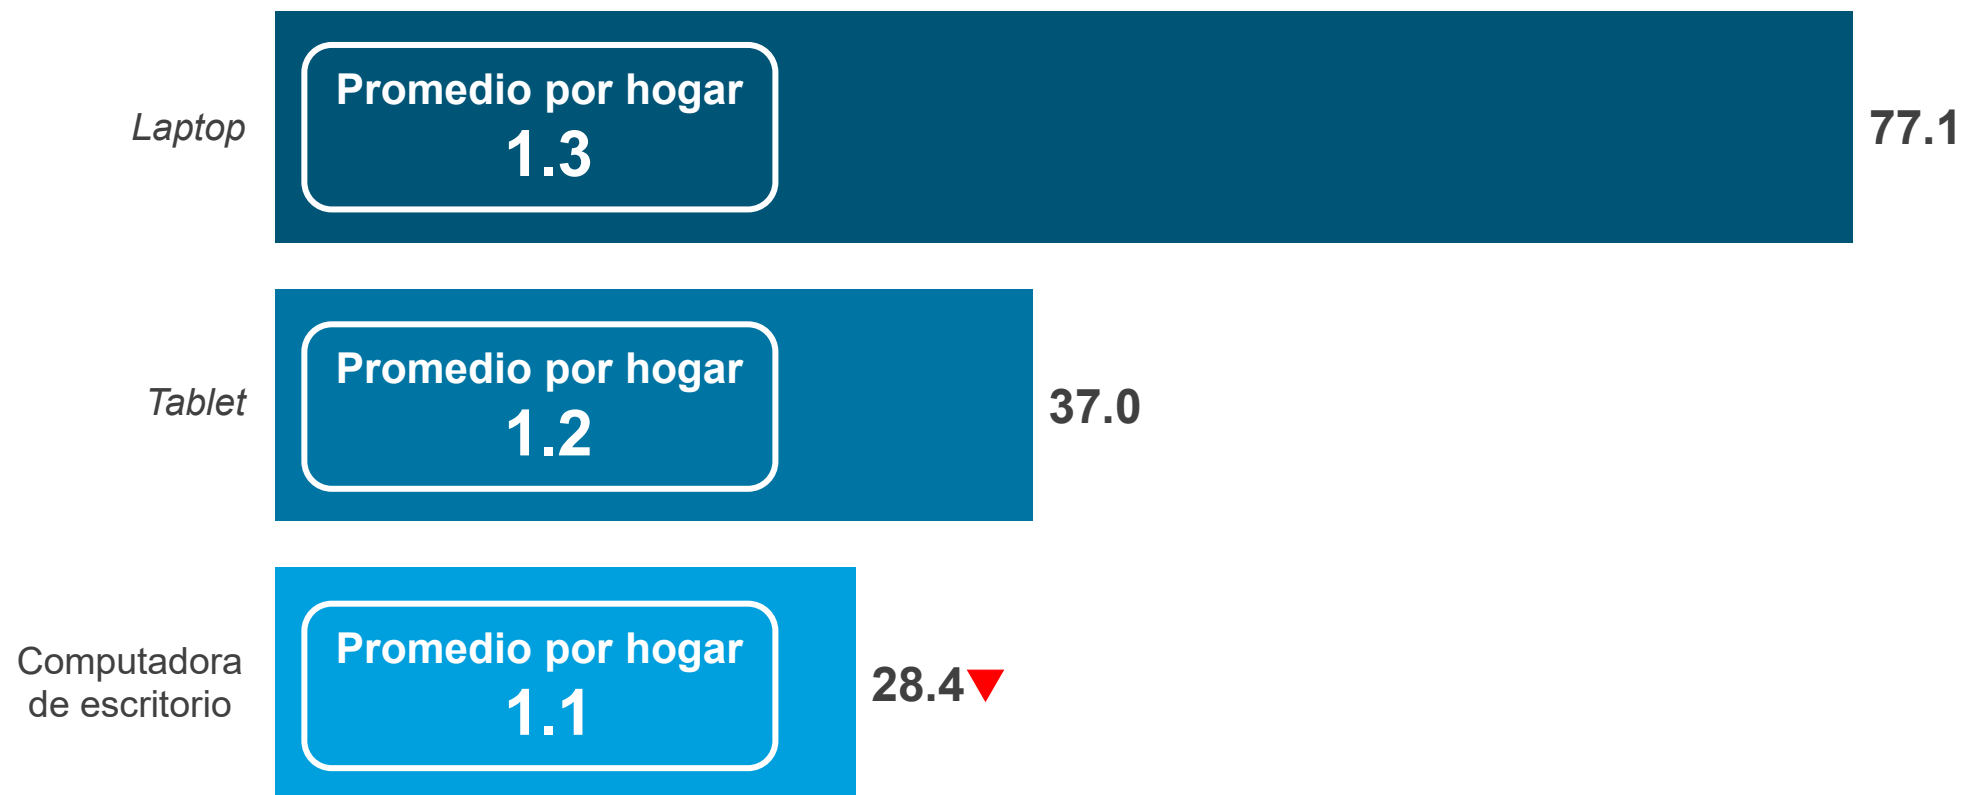 Laptop
Promedio por hogar
1.3
77.1
Tablet
Promedio por hogar
1.2
37.0
Computadora
de escritorio
Promedio por hogar
1.1
28.4